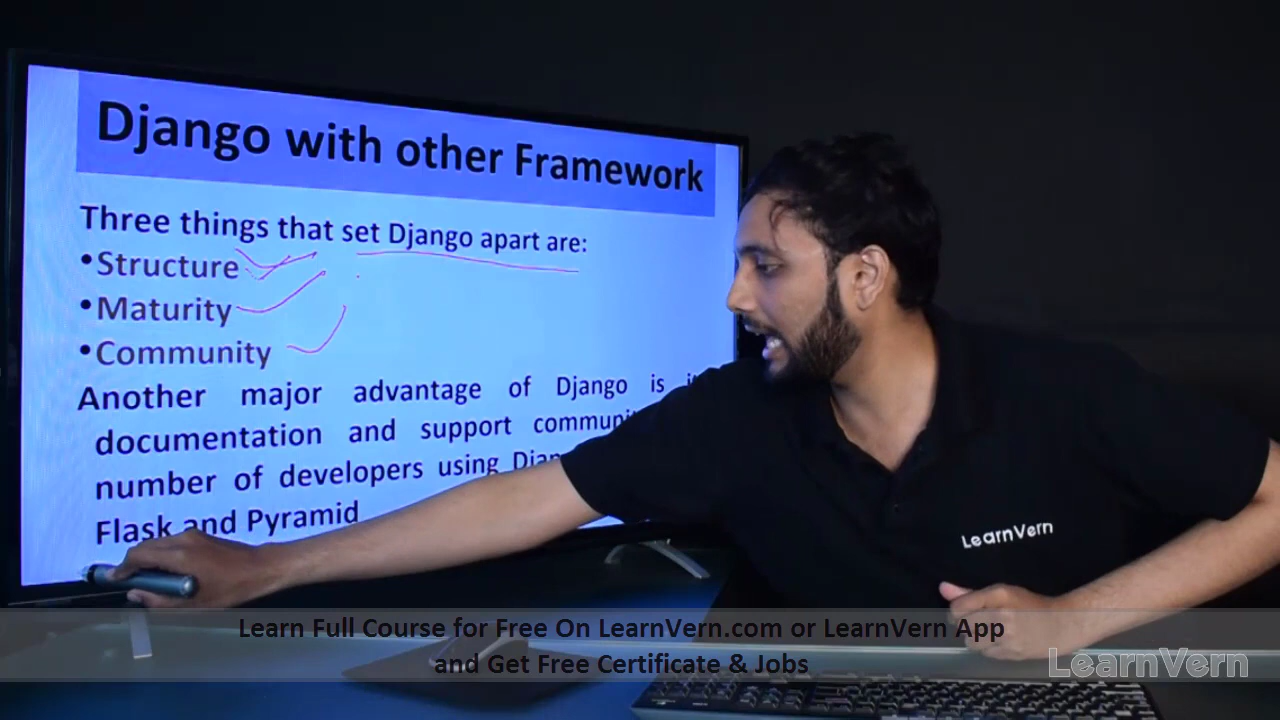 Django with other Framework
Three things that set Django apart are:
•Structure
•Maturity
•Community
Another major advantage of Django is
documentation and support
number of developers using
Flask and Pyramid
LearnVern
Learn Full Course for Free On LearnVern.com or LearnVern App
and Get Free Certificate & Jobs
LearnVern